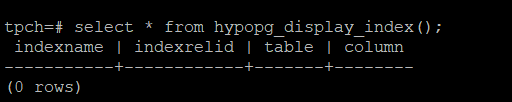 tpch=# select * from hypopg_display_index();
 indexname | indexrelid | table | column
-----------+------------+-------+--------
(0 rows)